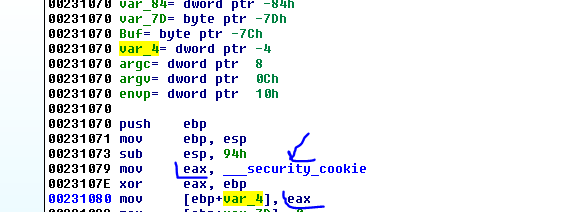 00231070 var_84= dword ptr -84h
00231070 var_7D= byte ptr -7Dh
00231070 Buf= byte ptr -7Ch
00231070 var_4= dword ptr -4
00231070 argc= dword ptr  8
00231070 argv= dword ptr  0Ch
00231070 envp= dword ptr  10h
00231070
00231070 push    ebp
00231071 mov     ebp, esp
00231073 sub     esp, 94h
00231079 mov     eax, ___security_cookie
0023107E xor     eax, ebp
00231080 mov     [ebp+var_4], eax